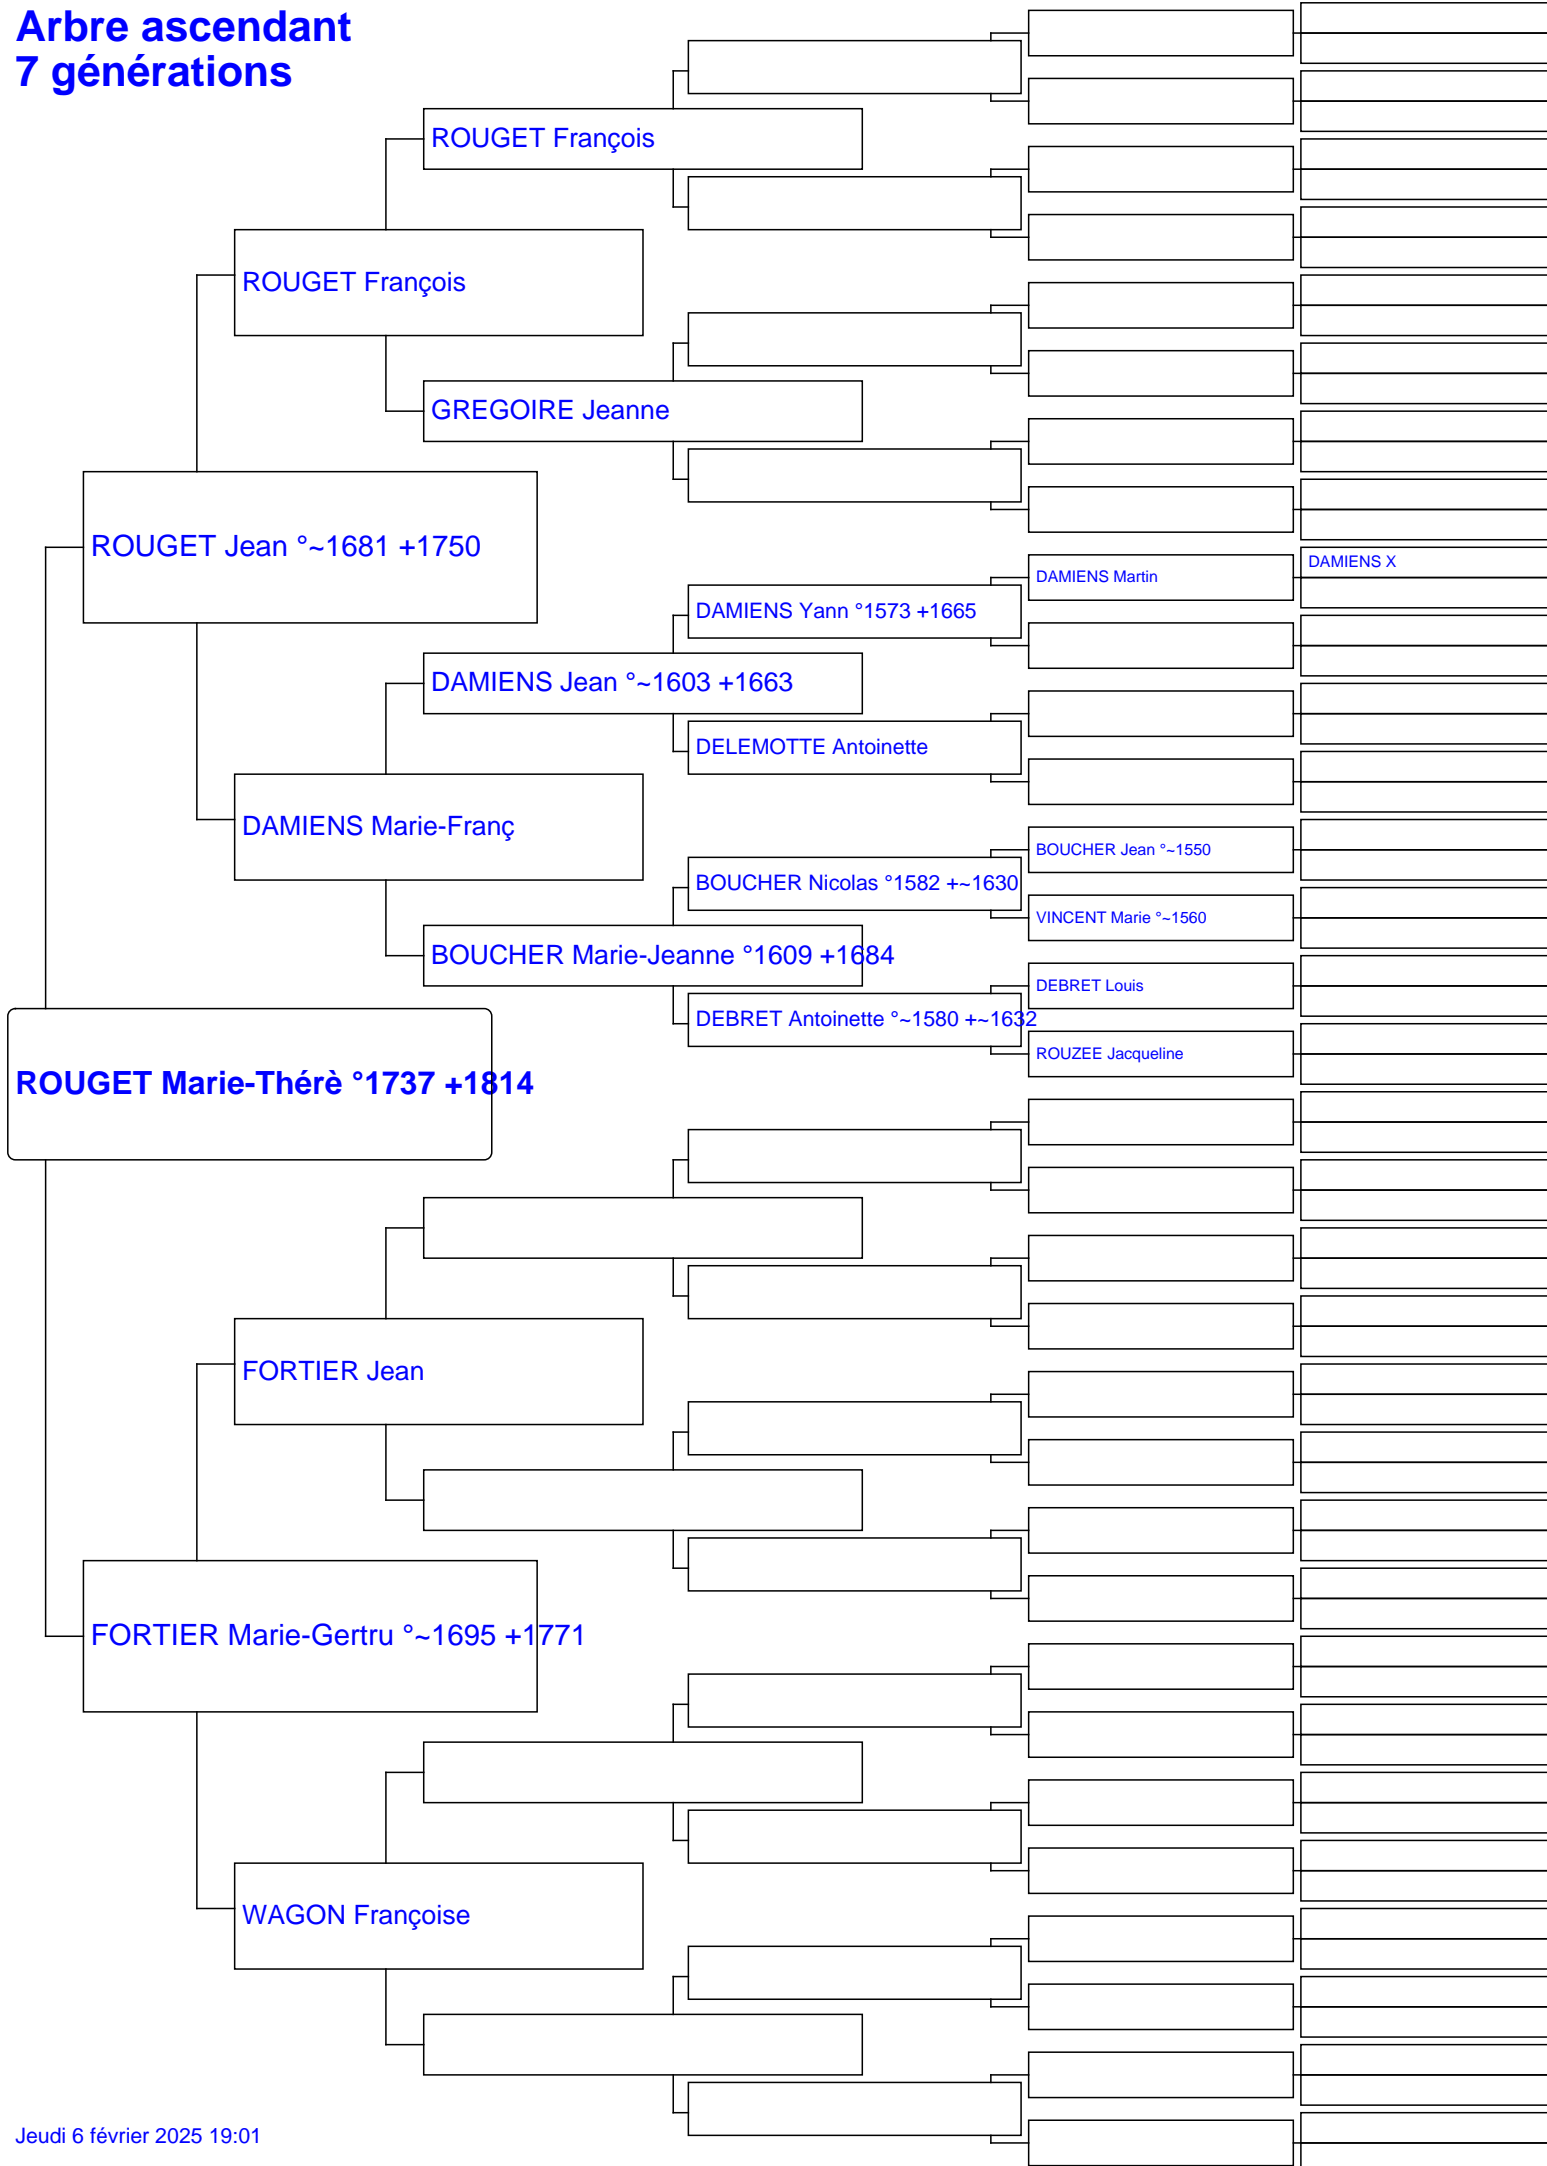 Arbre ascendant
7 générations
ROUGET François
ROUGET François
GREGOIRE Jeanne
ROUGET Jean °~1681 +1750
DAMIENS X
DAMIENS Martin
DAMIENS Yann °1573 +1665
DAMIENS Jean °~1603 +1663
DELEMOTTE Antoinette
DAMIENS Marie-Franç
BOUCHER Jean °~1550
BOUCHER Nicolas °1582 +~1630
VINCENT Marie °~1560
BOUCHER Marie-Jeanne °1609 +1684
DEBRET Louis
DEBRET Antoinette °~1580 +~1632
ROUZEE Jacqueline
ROUGET Marie-Thérè °1737 +1814
FORTIER Jean
FORTIER Marie-Gertru °~1695 +1771
WAGON Françoise
Jeudi 6 février 2025 19:01